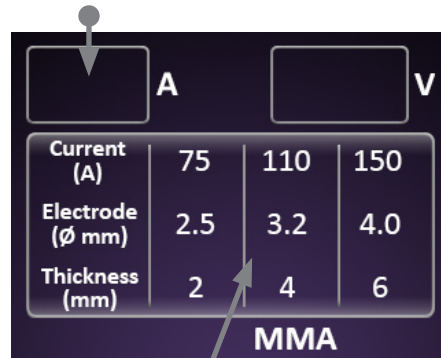 A V
Current (A) 75 110 150
Electrode (Ø mm) 2.5 3.2 4.0
Thickness (mm) 2 4 6
MMA